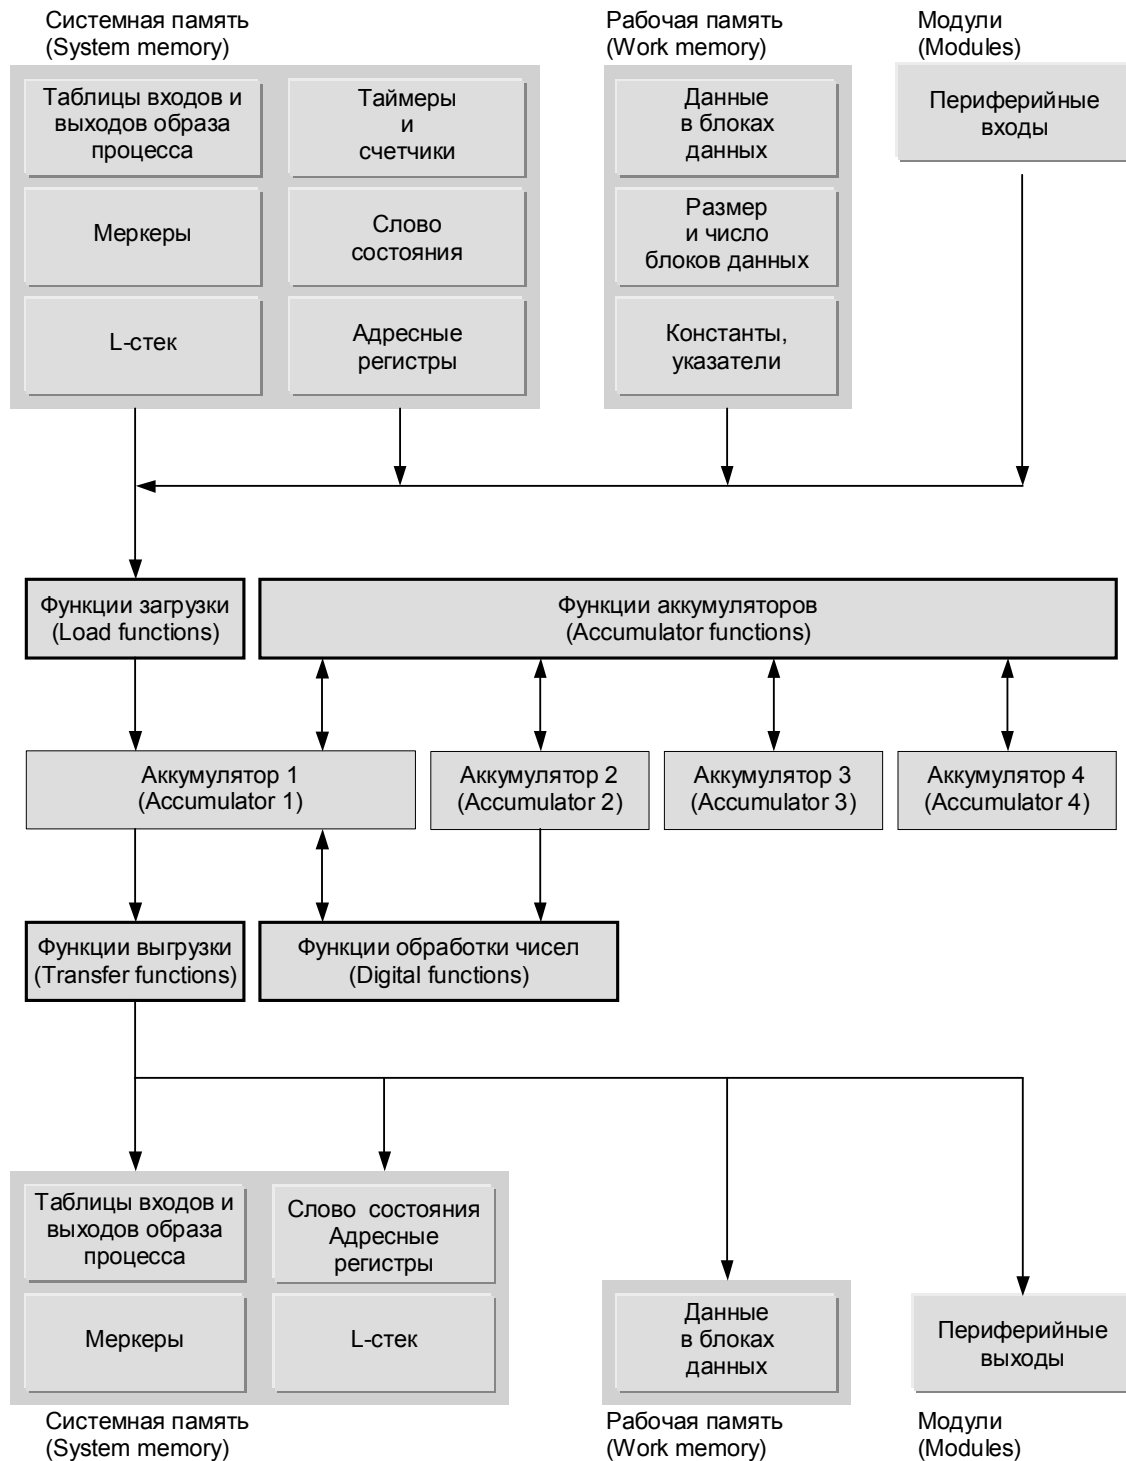 Системная память
(System memory)
Рабочая память
(Work memory)
Модули
(Modules)
Таблицы входов и
выходов образа
процесса
Таймеры
и
счетчики
Данные
в блоках
данных
Периферийные
входы
Меркеры
Слово
состояния
Размер
и число
блоков данных
L-стек
Адресные
регистры
Константы,
указатели
Функции загрузки
(Load functions)
Функции аккумуляторов
(Accumulator functions)
Аккумулятор 1
(Accumulator 1)
Аккумулятор 2
(Accumulator 2)
Аккумулятор 3
(Accumulator 3)
Аккумулятор 4
(Accumulator 4)
Функции выгрузки
(Transfer functions)
Функции обработки чисел
(Digital functions)
Таблицы входов и
выходов образа
процесса
Слово состояния
Адресные
регистры
Меркеры
L-стек
Данные
в блоках
данных
Периферийные
выходы
Системная память
(System memory)
Рабочая память
(Work memory)
Модули
(Modules)